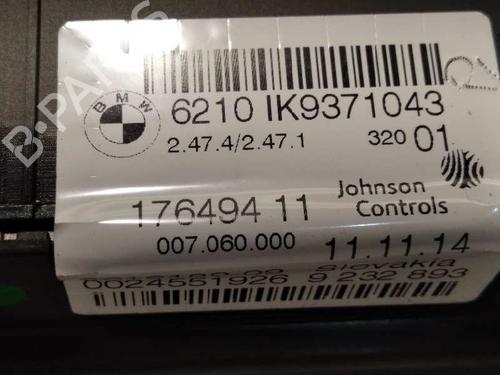 BMW
6210 IK9371043
2.47.4/2.47.1 320 01
176494 11 Johnson Controls
007.060.000 11.11.14
Slovakia
0024551926 9 232 893
B-PARTS